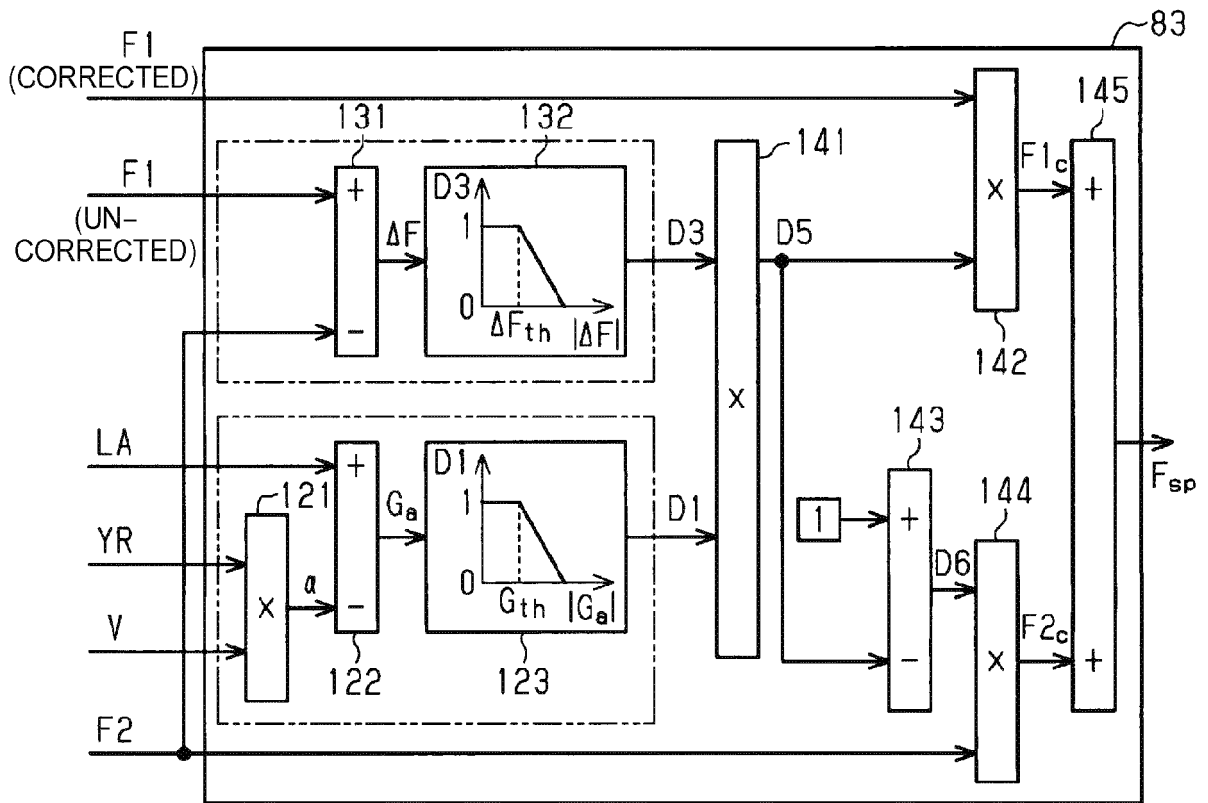 83
F1
(CORRECTED)
F1
(UN-
CORRECTED)
131
+
−
ΔF
132
D3
1
0
ΔFth
|ΔF|
D3
141
X
D5
142
X
F1c
145
+
+
Fsp
LA
YR
V
F2
121
X
α
122
+
−
Ga
123
D1
1
0
Gth
|Ga|
D1
1
143
+
−
D6
144
X
F2c